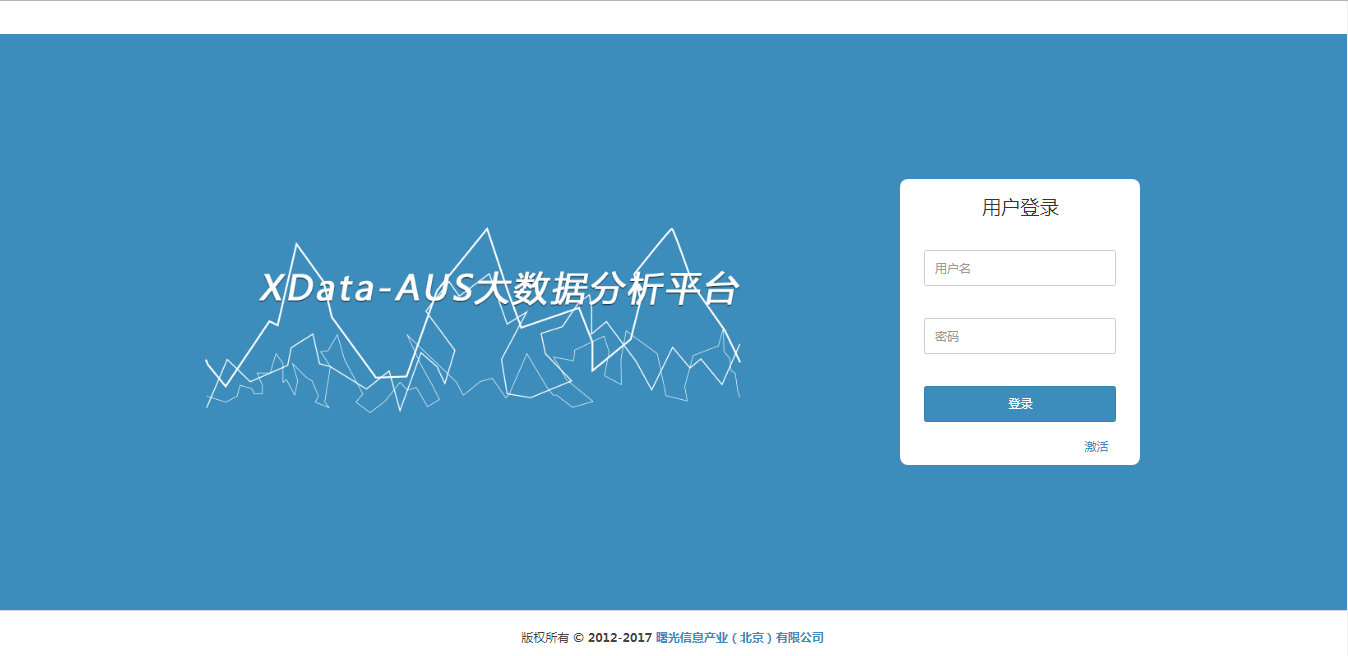 XData-AUS大数据分析平台
用户登录
用户名
密码
登录
激活
版权所有 © 2012-2017 曙光信息产业（北京）有限公司